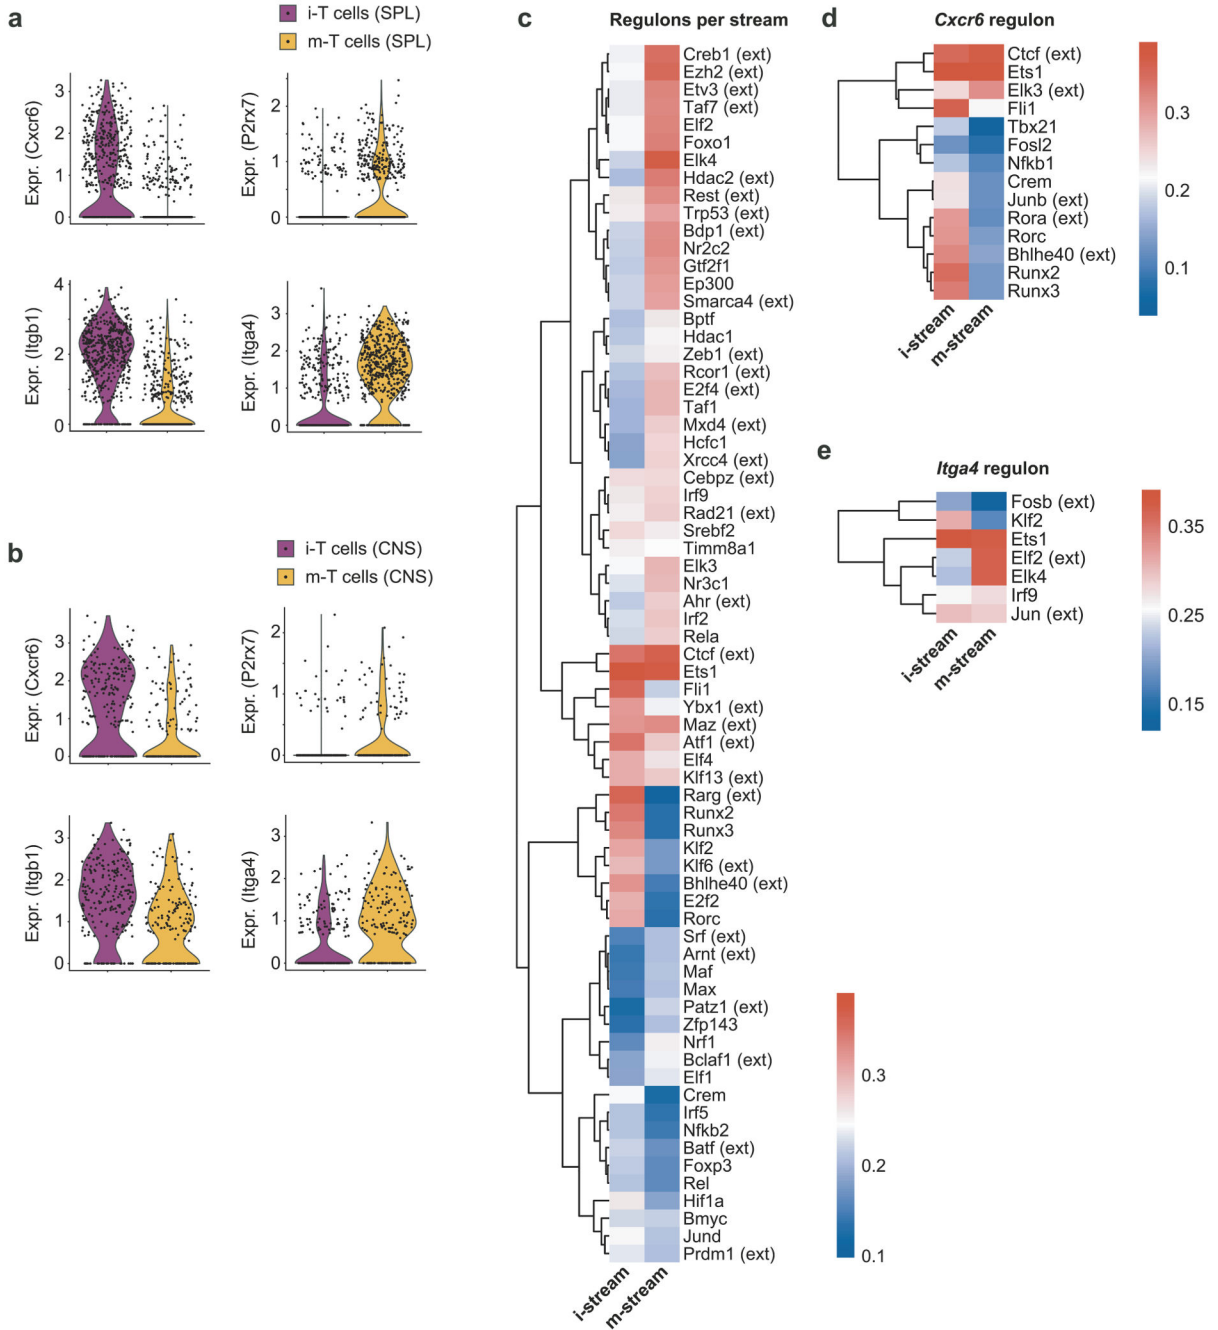 a
i-T cells (SPL)
m-T cells (SPL)
Expr. (Cxcr6)
3
2
1
0
Expr. (P2rx7)
2
1
0
Expr. (Itgb1)
4
2
0
Expr. (Itga4)
3
2
1
0
b
i-T cells (CNS)
m-T cells (CNS)
Expr. (Cxcr6)
3
2
1
0
Expr. (P2rx7)
2
1
0
Expr. (Itgb1)
3
2
1
0
Expr. (Itga4)
3
2
1
0
c
Regulons per stream
Creb1 (ext)
Ezh2 (ext)
Etv3 (ext)
Taf7 (ext)
Elf2
Foxo1
Elk4
Hdac2 (ext)
Rest (ext)
Trp53 (ext)
Bdp1 (ext)
Nr2c2
Gtf2f1
Ep300
Smarca4 (ext)
Bptf
Hdac1
Zeb1 (ext)
Rcor1 (ext)
E2f4 (ext)
Taf1
Mxd4 (ext)
Hcfc1
Xrcc4 (ext)
Cebpz (ext)
Irf9
Rad21 (ext)
Srebf2
Timm8a1
Elk3
Nr3c1
Ahr (ext)
Irf2
Rela
Ctcf (ext)
Ets1
Fli1
Ybx1 (ext)
Maz (ext)
Atf1 (ext)
Elf4
Klf13 (ext)
Rarg (ext)
Runx2
Runx3
Klf2
Klf6 (ext)
Bhlhe40 (ext)
E2f2
Rorc
Srf (ext)
Arnt (ext)
Maf
Max
Patz1 (ext)
Zfp143
Nrf1
Bclaf1 (ext)
Elf1
Crem
Irf5
Nfkb2
Batf (ext)
Foxp3
Rel
Hif1a
Bmyc
Jund
Prdm1 (ext)
i-stream
m-stream
0.3
0.2
0.1
d
Cxcr6 regulon
Ctcf (ext)
Ets1
Elk3 (ext)
Fli1
Tbx21
Fosl2
Nfkb1
Crem
Junb (ext)
Rora (ext)
Rorc
Bhlhe40 (ext)
Runx2
Runx3
i-stream
m-stream
0.3
0.2
0.1
e
Itga4 regulon
Fosb (ext)
Klf2
Ets1
Elf2 (ext)
Elk4
Irf9
Jun (ext)
i-stream
m-stream
0.35
0.25
0.15